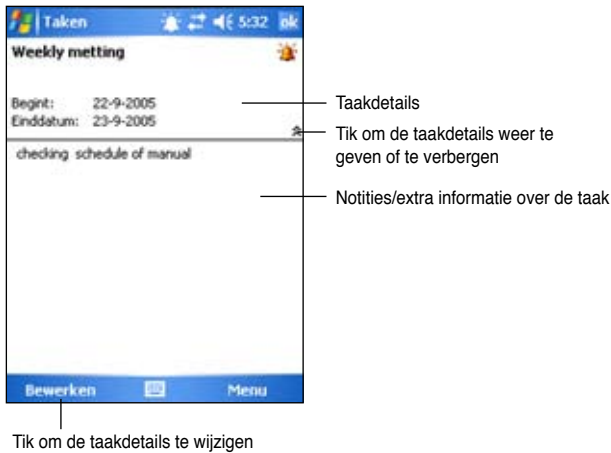 Taken 5:32 ok
Weekly metting
Begint: 22-9-2005
Einddatum: 23-9-2005
checking schedule of manual
Bewerken Menu
Taakdetails
Tik om de taakdetails weer te
geven of te verbergen
Notities/extra informatie over de taak
Tik om de taakdetails te wijzigen